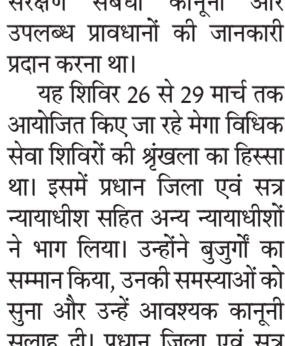 संरक्षण संबंधी कानूनों और
उपलब्ध प्रावधानों की जानकारी
प्रदान करना था।
यह शिविर 26 से 29 मार्च तक
आयोजित किए जा रहे मेगा विधिक
सेवा शिविरों की श्रृंखला का हिस्सा
था। इसमें प्रधान जिला एवं सत्र
न्यायाधीश सहित अन्य न्यायाधीशों
ने भाग लिया। उन्होंने बुजुर्गों का
सम्मान किया, उनकी समस्याओं को
सुना और उन्हें आवश्यक कानूनी
सलाह दी। प्रधान जिला एवं सत्र